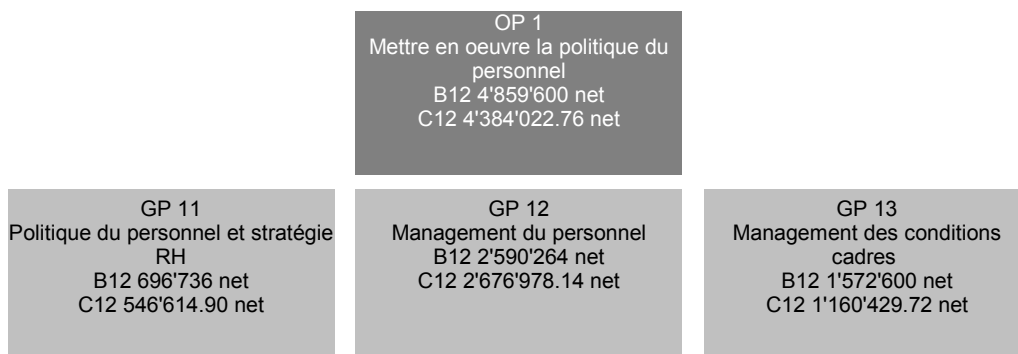 OP 1
Mettre en oeuvre la politique du
personnel
B12 4'859'600 net
C12 4'384'022.76 net
GP 11
Politique du personnel et stratégie
RH
B12 696'736 net
C12 546'614.90 net
GP 12
Management du personnel
B12 2'590'264 net
C12 2'676'978.14 net
GP 13
Management des conditions
cadres
B12 1'572'600 net
C12 1'160'429.72 net